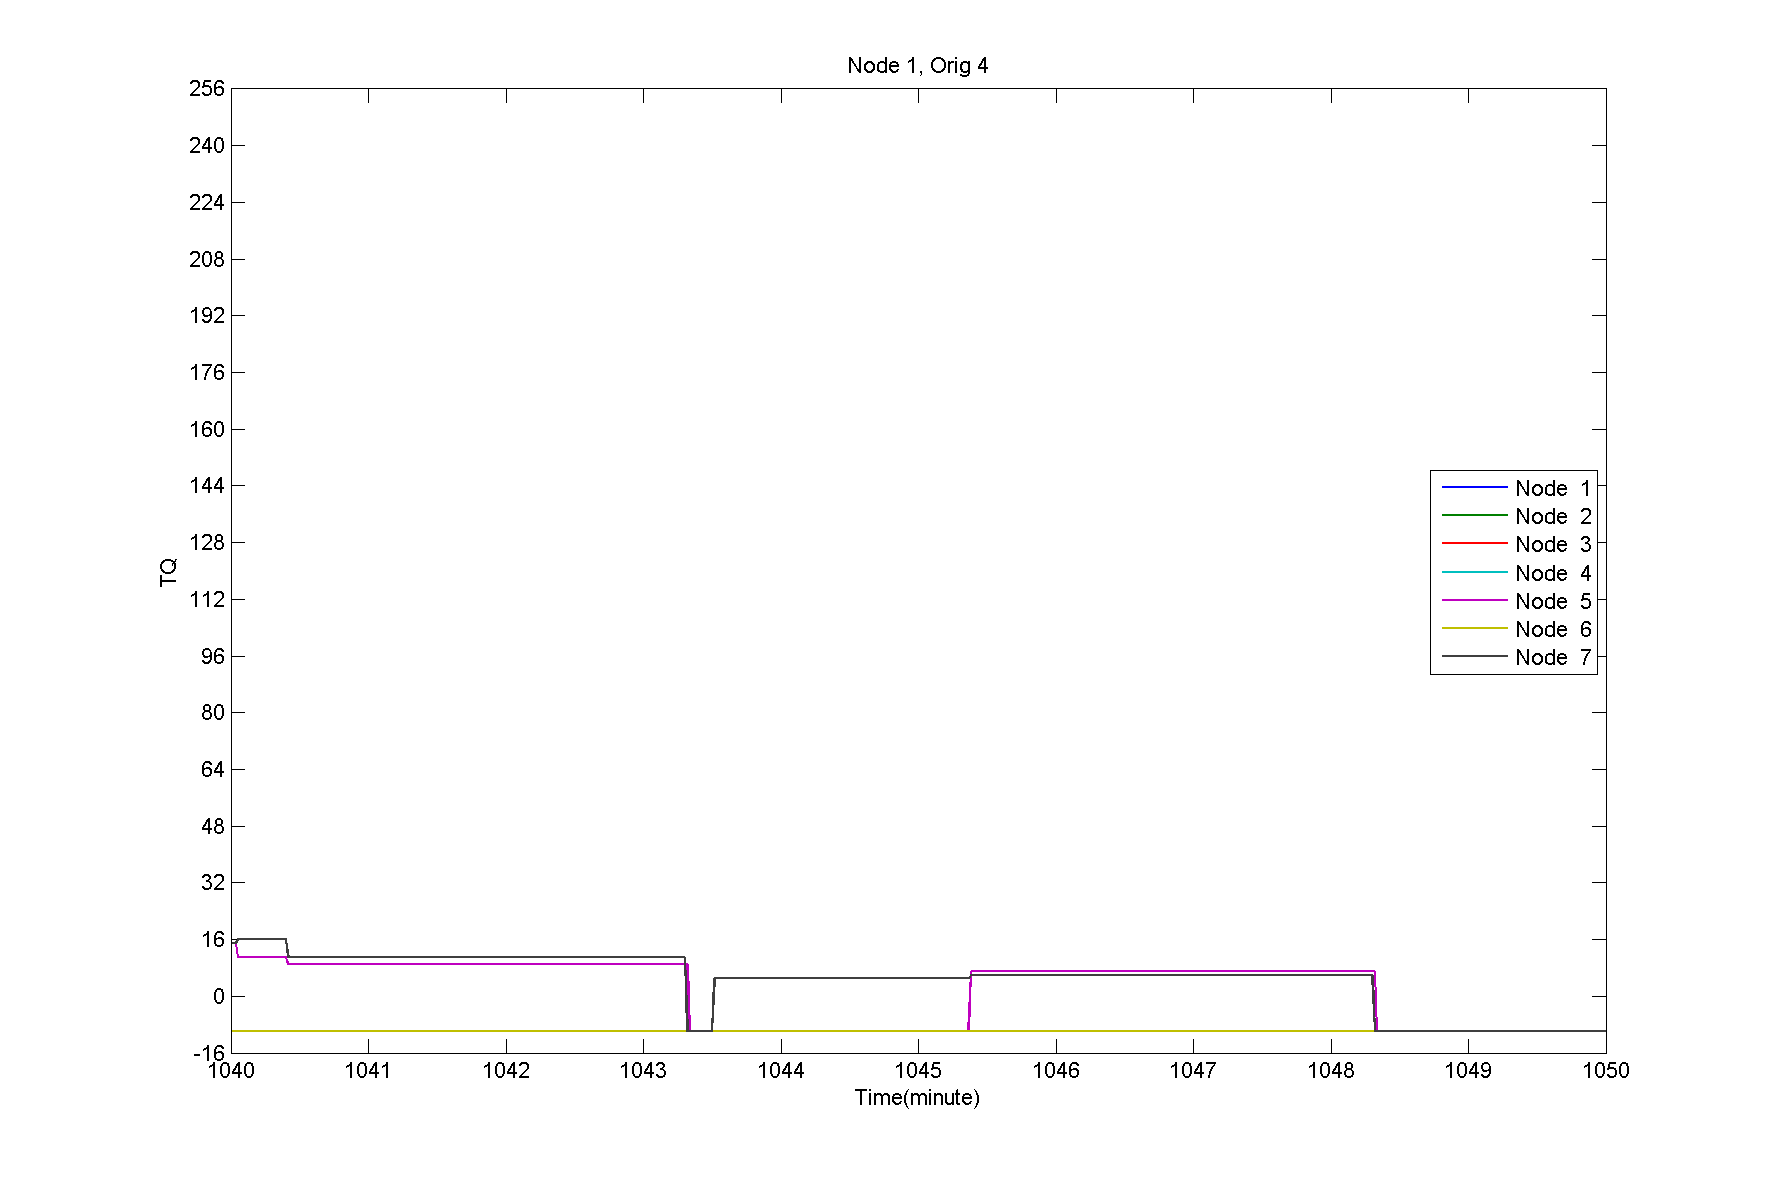 Node 1, Orig 4
256
240
224
208
192
176
160
144
128
112
96
80
64
48
32
16
0
-16
TQ
Node 1
Node 2
Node 3
Node 4
Node 5
Node 6
Node 7
1040 1041 1042 1043 1044 1045 1046 1047 1048 1049 1050
Time(minute)